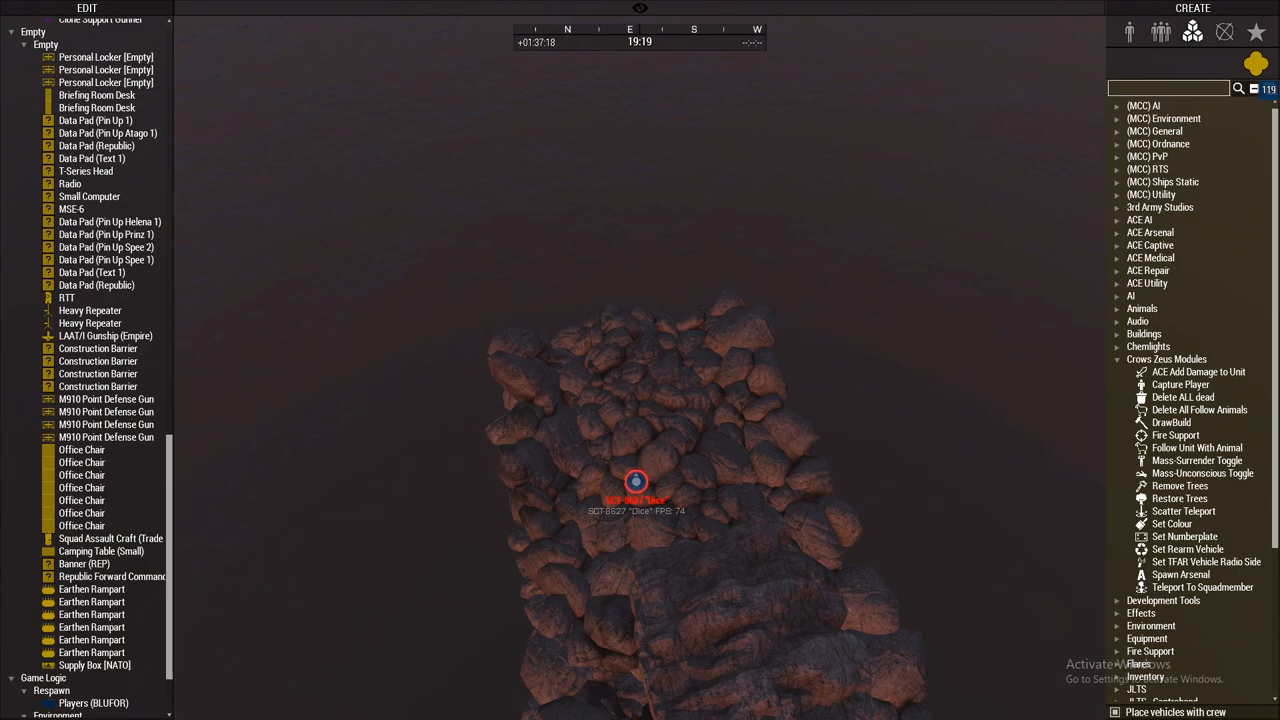 EDIT
Clone Support Gunner
Empty
Empty
Personal Locker [Empty]
Personal Locker [Empty]
Personal Locker [Empty]
Briefing Room Desk
Briefing Room Desk
Data Pad (Pin Up 1)
Data Pad (Pin Up Atago 1)
Data Pad (Republic)
Data Pad (Text 1)
T-Series Head
Radio
Small Computer
MSE-6
Data Pad (Pin Up Helena 1)
Data Pad (Pin Up Prinz 1)
Data Pad (Pin Up Spee 2)
Data Pad (Pin Up Spee 1)
Data Pad (Text 1)
Data Pad (Republic)
RTT
Heavy Repeater
Heavy Repeater
LAAT/I Gunship (Empire)
Construction Barrier
Construction Barrier
Construction Barrier
Construction Barrier
M910 Point Defense Gun
M910 Point Defense Gun
M910 Point Defense Gun
M910 Point Defense Gun
Office Chair
Office Chair
Office Chair
Office Chair
Office Chair
Office Chair
Office Chair
Squad Assault Craft (Trade
Camping Table (Small)
Banner (REP)
Republic Forward Command
Earthen Rampart
Earthen Rampart
Earthen Rampart
Earthen Rampart
Earthen Rampart
Earthen Rampart
Supply Box [NATO]
Game Logic
Respawn
Players (BLUFOR)
Environment
N E S W
+01:37:18 19:19 --:--:--
SCT-8627 "Dice"
SCT-8627 "Dice" FPS: 74
CREATE
119
(MCC) AI
(MCC) Environment
(MCC) General
(MCC) Ordnance
(MCC) PvP
(MCC) RTS
(MCC) Ships Static
(MCC) Utility
3rd Army Studios
ACE AI
ACE Arsenal
ACE Captive
ACE Medical
ACE Repair
ACE Utility
AI
Animals
Audio
Buildings
Chemlights
Crows Zeus Modules
ACE Add Damage to Unit
Capture Player
Delete ALL dead
Delete All Follow Animals
DrawBuild
Fire Support
Follow Unit With Animal
Mass-Surrender Toggle
Mass-Unconscious Toggle
Remove Trees
Restore Trees
Scatter Teleport
Set Colour
Set Numberplate
Set Rearm Vehicle
Set TFAR Vehicle Radio Side
Spawn Arsenal
Teleport To Squadmember
Development Tools
Effects
Environment
Equipment
Fire Support
Flares
Inventory
JLTS
JLTS Contraband
Activate Windows
Go to Settings to activate Windows.
Place vehicles with crew